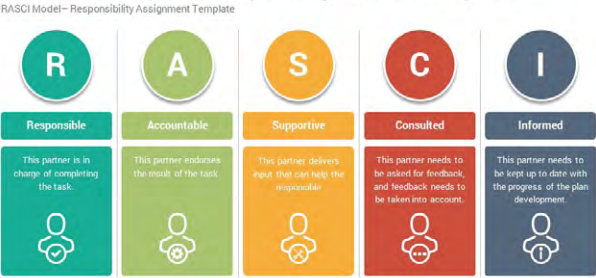 RASCI Model– Responsibility Assignment Template
R
A
S
C
I
Responsible
Accountable
Supportive
Consulted
Informed
This partner is in
charge of completing
the task.
This partner endorses
the result of the task
This partner delivers
input that can help the
responsible
This partner needs to
be asked for feedback,
and feedback needs to
be taken into account.
This partner needs to
be kept up to date with
the progress of the plan
development.